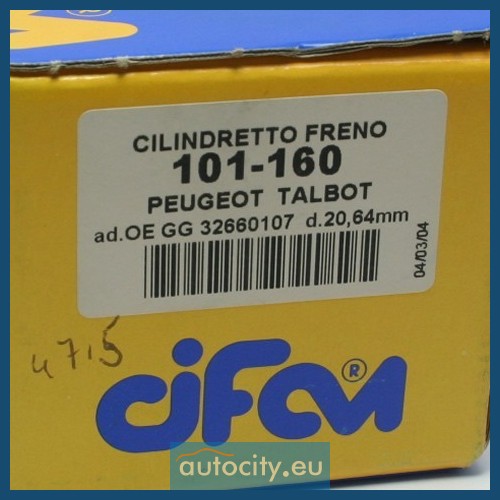 CILINDRETTO FRENO
101-160
PEUGEOT TALBOT
ad.OE GG 32660107 d.20,64mm
04/03/04
4715
CIFAM®
autocity.eu